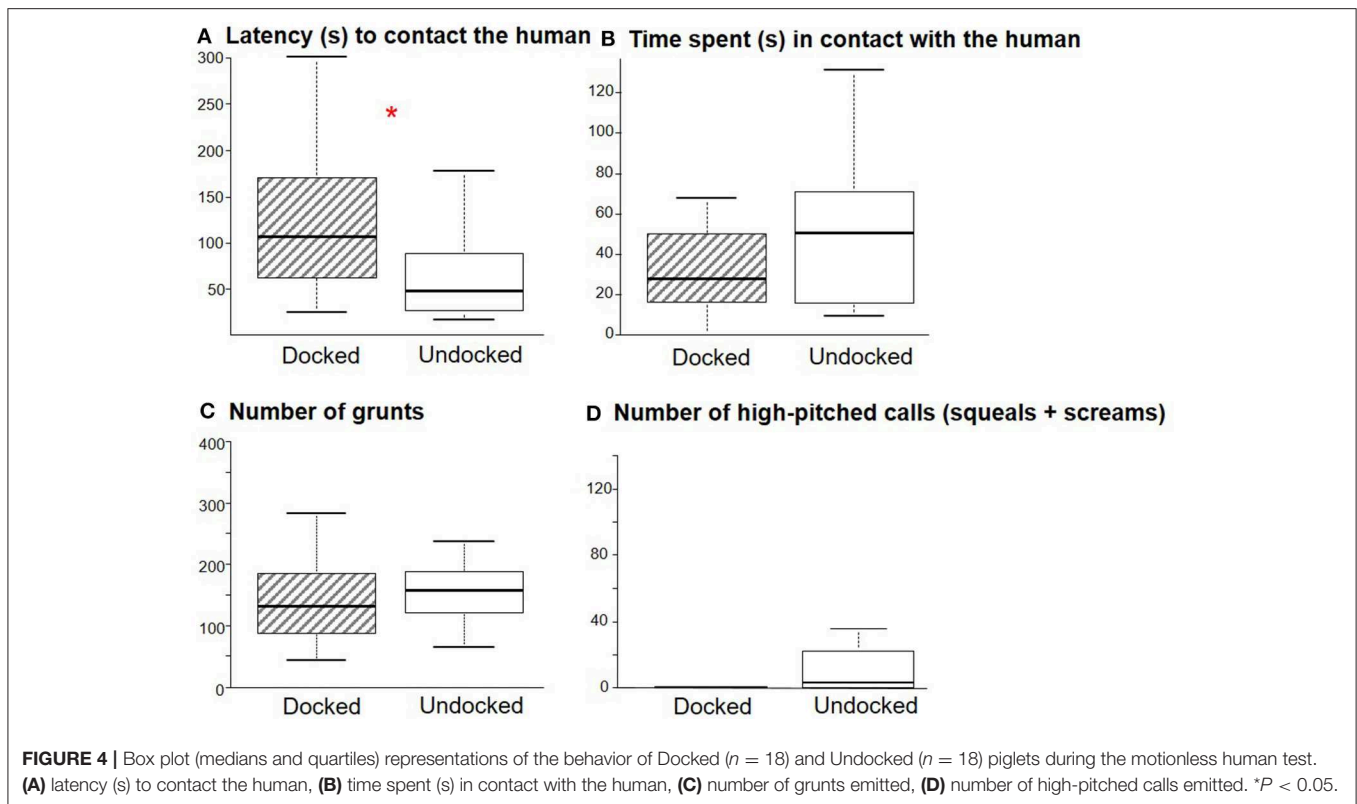 A Latency (s) to contact the human
300
250
200
150
100
50
*
Docked Undocked
B Time spent (s) in contact with the human
120
100
80
60
40
20
0
Docked Undocked
C Number of grunts
400
300
200
100
0
Docked Undocked
D Number of high-pitched calls (squeals + screams)
120
80
40
0
Docked Undocked
FIGURE 4 | Box plot (medians and quartiles) representations of the behavior of Docked (n = 18) and Undocked (n = 18) piglets during the motionless human test.
(A) latency (s) to contact the human, (B) time spent (s) in contact with the human, (C) number of grunts emitted, (D) number of high-pitched calls emitted. *P < 0.05.